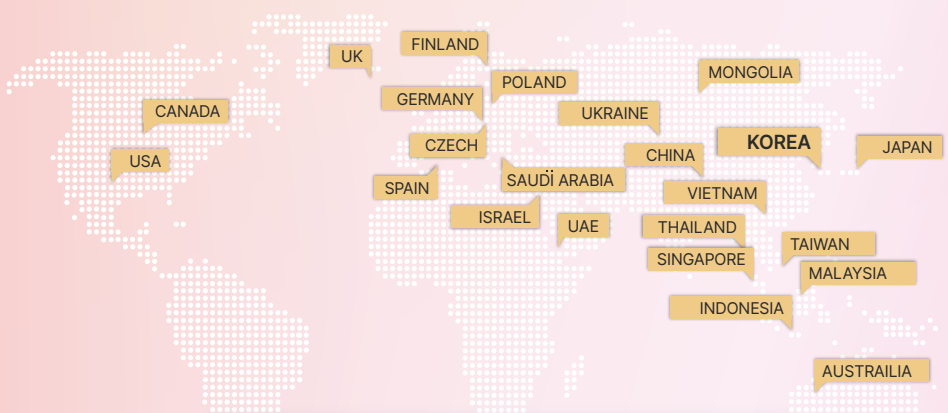 FINLAND
UK
MONGOLIA
POLAND
GERMANY
CANADA
UKRAINE
KOREA
CZECH
JAPAN
CHINA
USA
SAUDÏ ARABIA
SPAIN
VIETNAM
ISRAEL
UAE
THAILAND
TAIWAN
SINGAPORE
MALAYSIA
INDONESIA
AUSTRAILIA